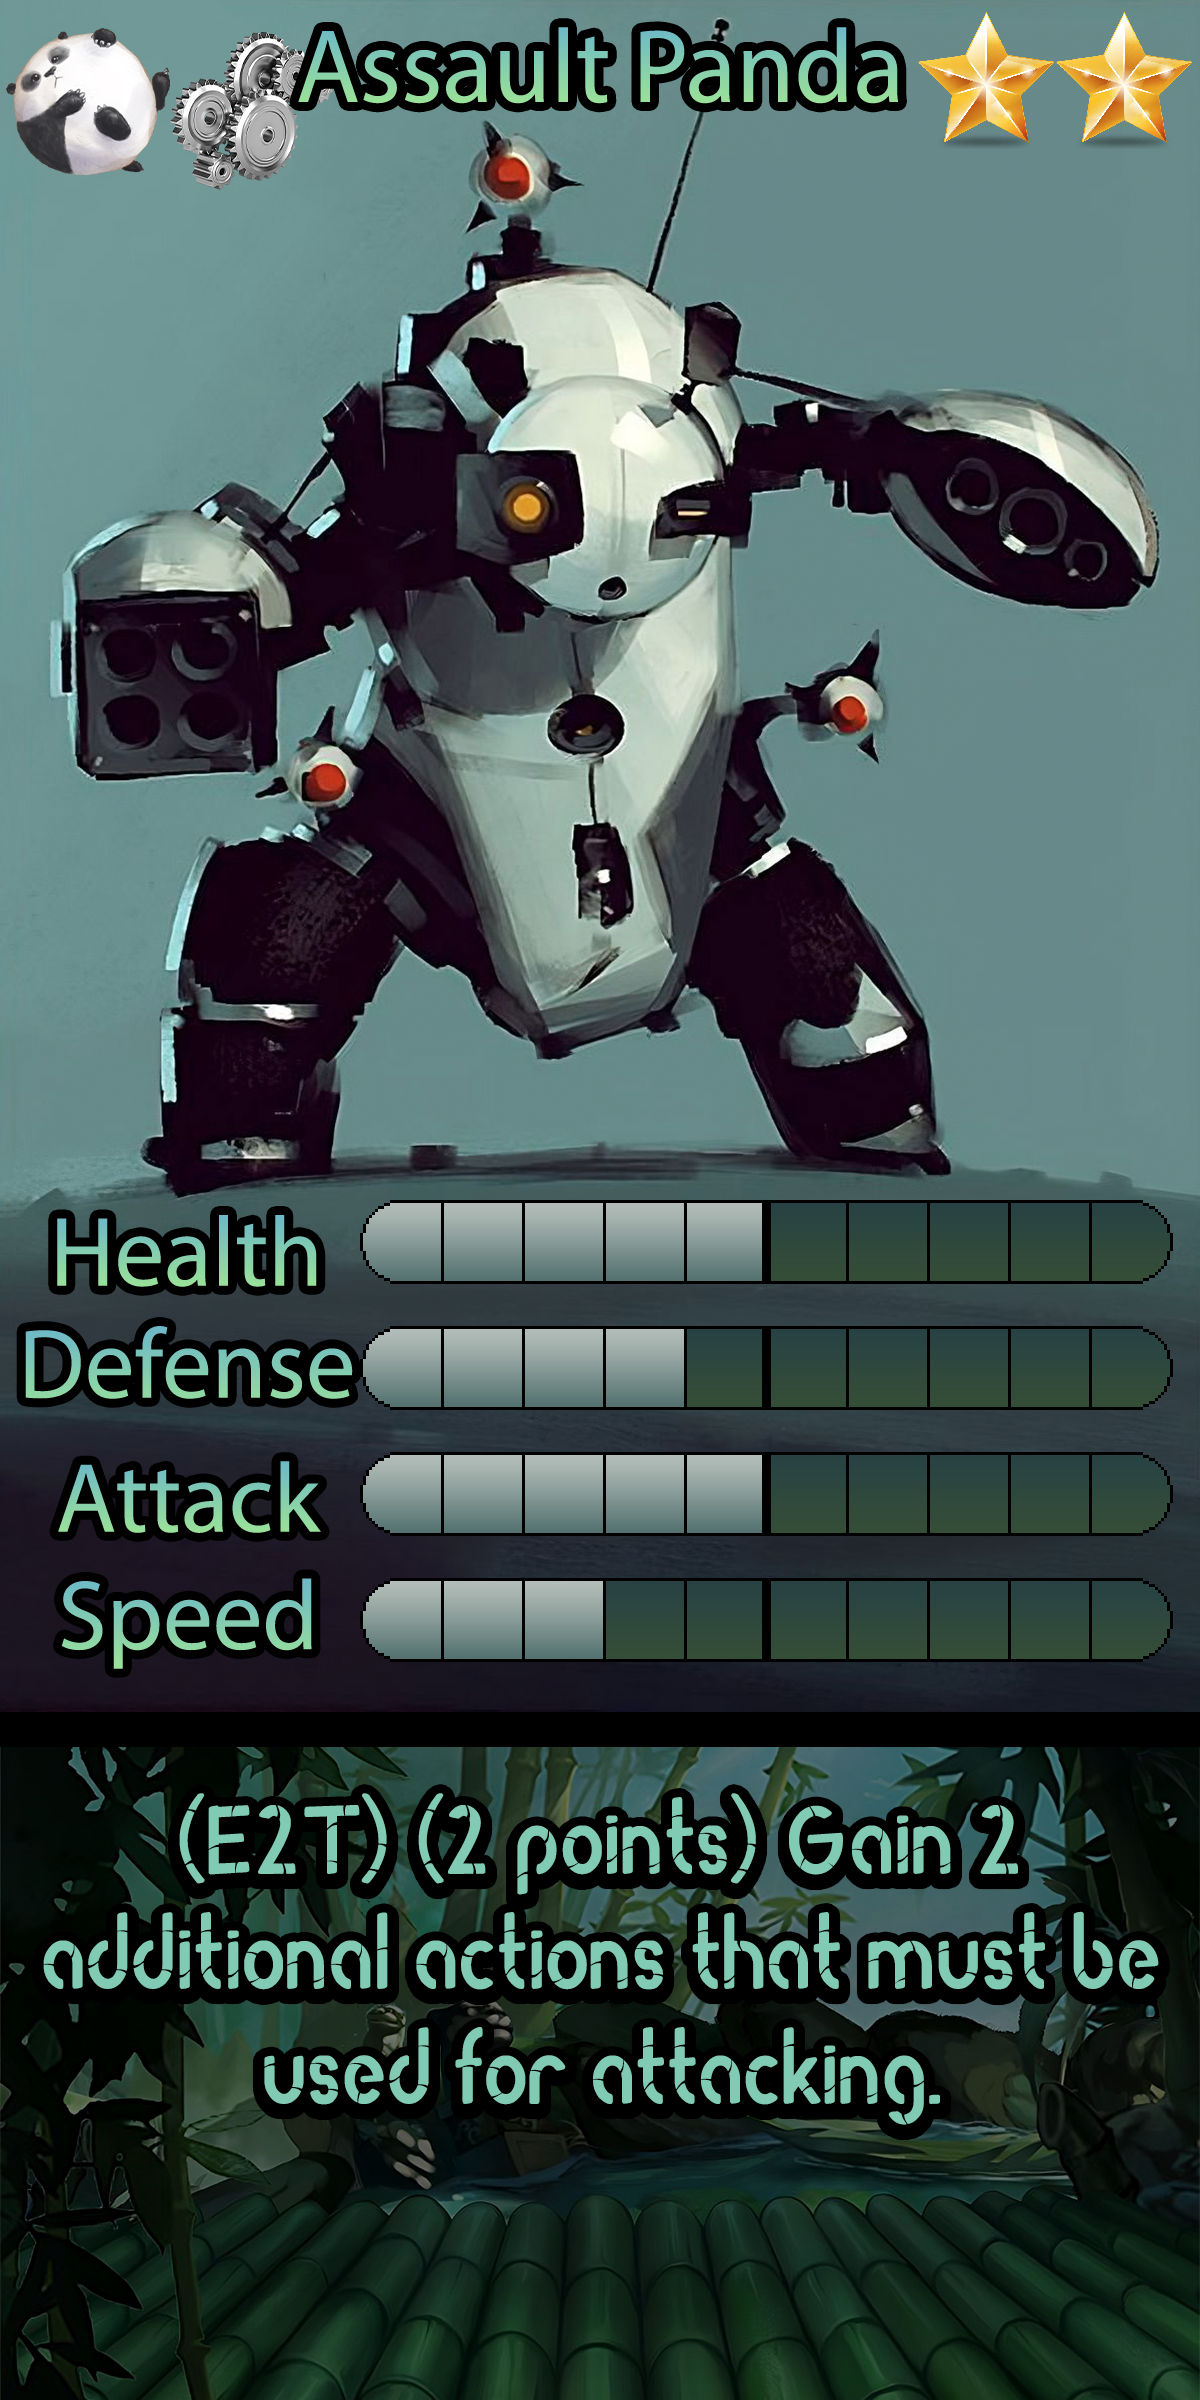 Assault Panda
Health
Defense
Attack
Speed
(E2T) (2 points) Gain 2
additional actions that must be
used for attacking.